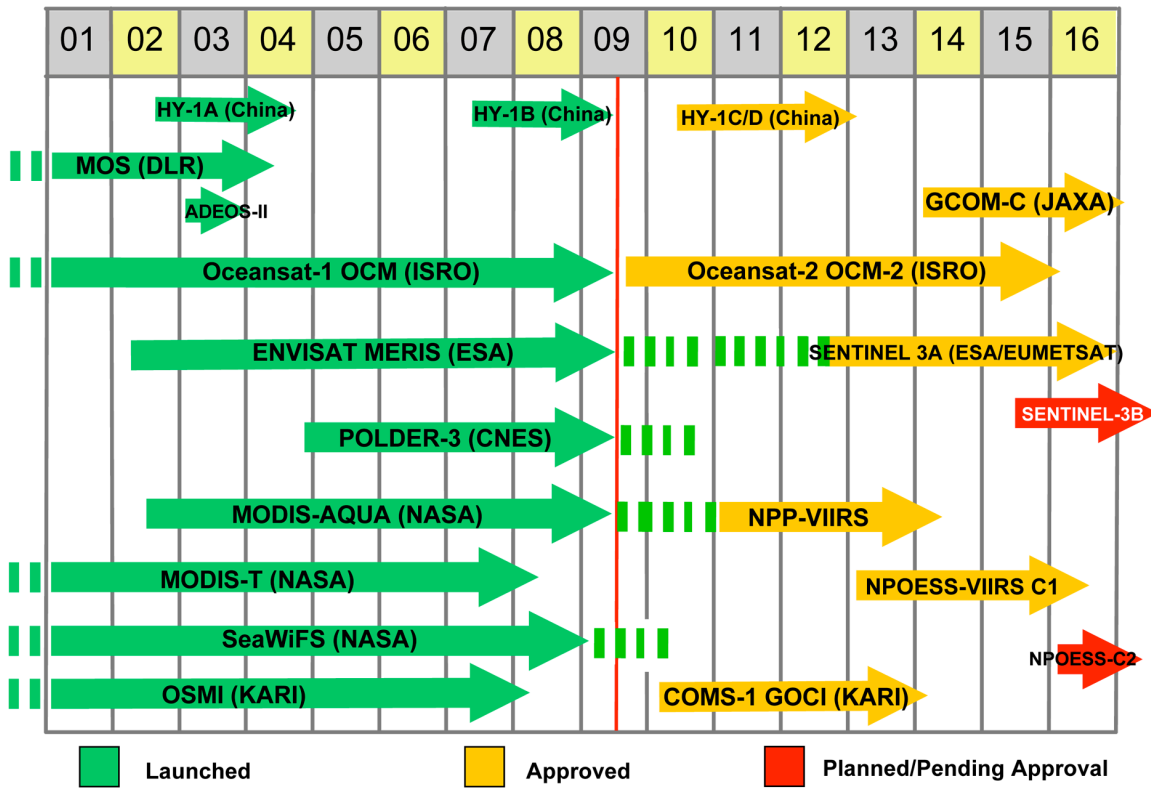 01 02 03 04 05 06 07 08 09 10 11 12 13 14 15 16
HY-1A (China) HY-1B (China) HY-1C/D (China)
MOS (DLR)
ADEOS-II GCOM-C (JAXA)
Oceansat-1 OCM (ISRO) Oceansat-2 OCM-2 (ISRO)
ENVISAT MERIS (ESA) SENTINEL 3A (ESA/EUMETSAT)
SENTINEL-3B
POLDER-3 (CNES)
MODIS-AQUA (NASA) NPP-VIIRS
MODIS-T (NASA) NPOESS-VIIRS C1
SeaWiFS (NASA)
NPOESS-C2
OSMI (KARI) COMS-1 GOCI (KARI)
Launched Approved Planned/Pending Approval